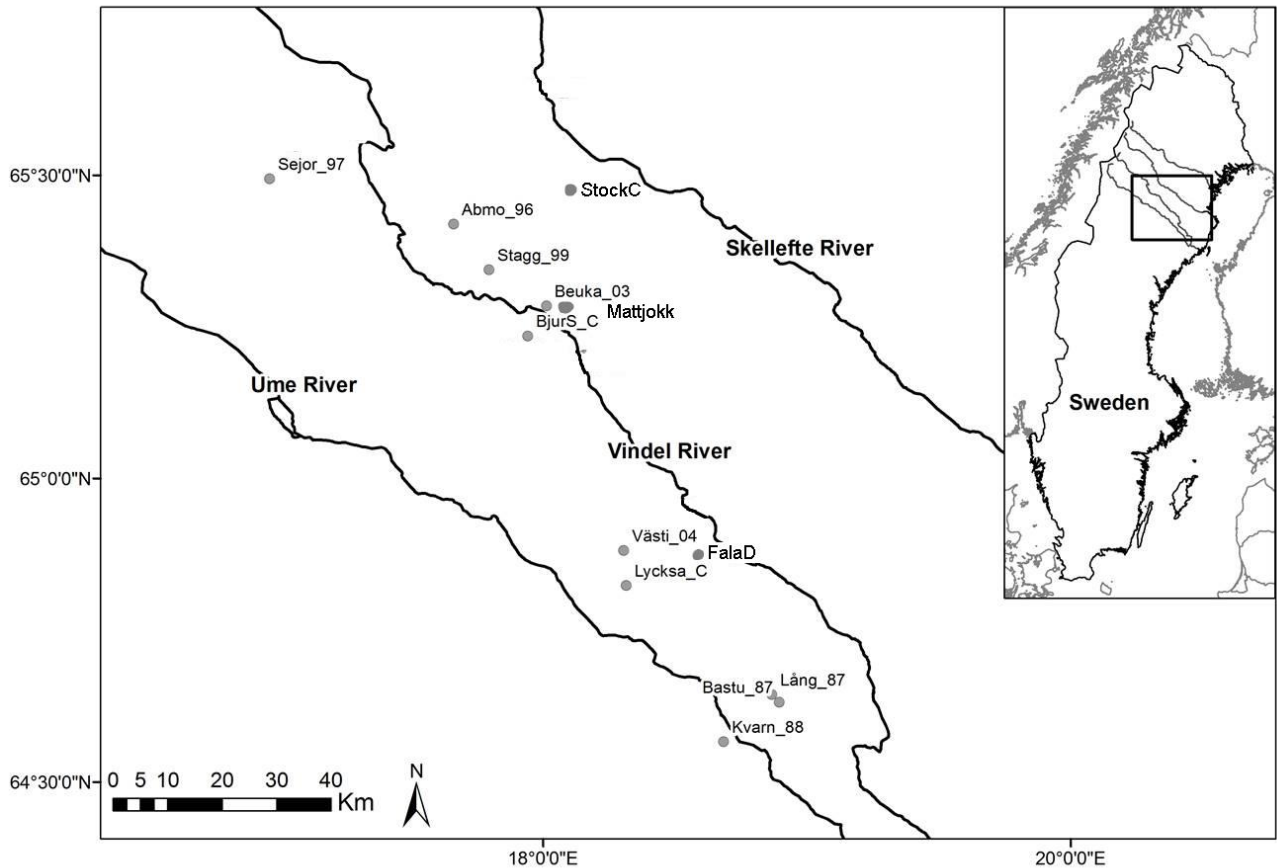 Sejor_97
65°30'0"N
StockC
Abmo_96
Skellefte River
Stagg_99
Beuka_03
Mattjokk
BjurS_C
Ume River
Sweden
Vindel River
65°0'0"N
Västi_04
FalaD
Lycksa_C
Bastu_87
Lång_87
Kvarn_88
64°30'0"N
0 5 10 20 30 40
Km
N
18°0'0"E
20°0'0"E